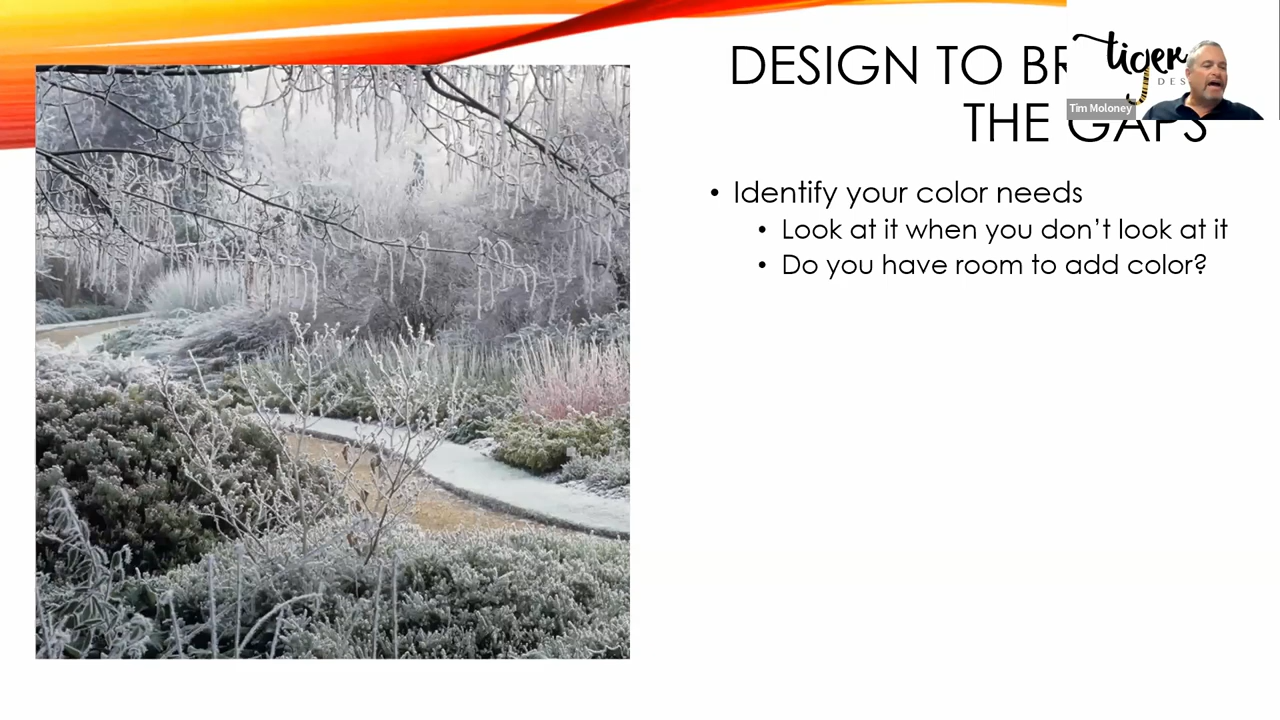 DESIGN TO
THE GAPS
tiger
DES
Tim Moloney
• Identify your color needs
• Look at it when you don’t look at it
• Do you have room to add color?